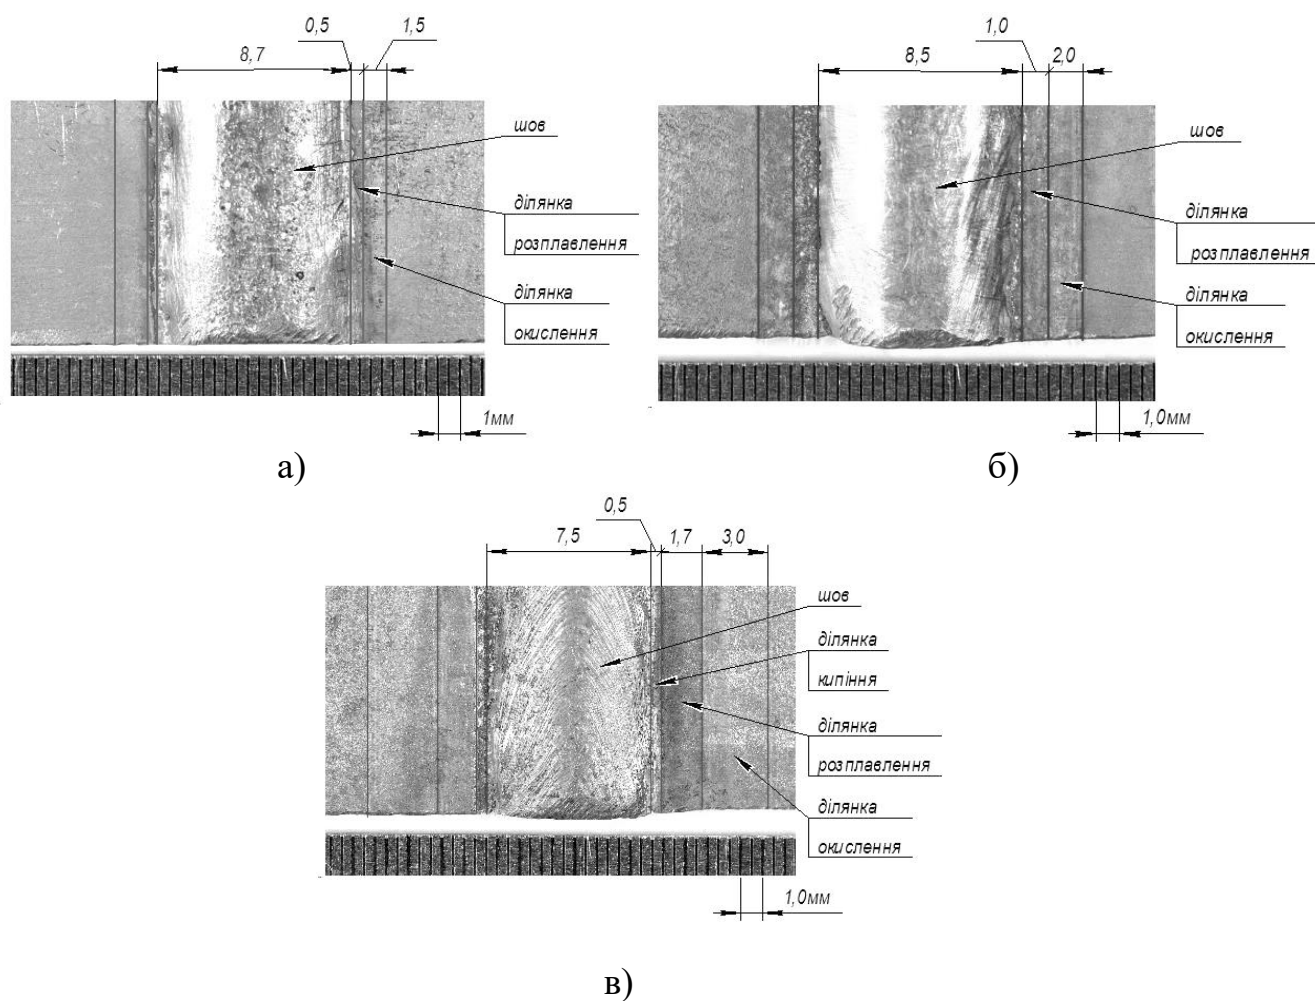 0,5
1,5
8,7
шов
ділянка
розплавлення
ділянка
окислення
1мм
а)
1,0
2,0
8,5
шов
ділянка
розплавлення
ділянка
окислення
1,0мм
б)
0,5
7,5
1,7
3,0
шов
ділянка
кипіння
ділянка
розплавлення
ділянка
окислення
1,0мм
в)